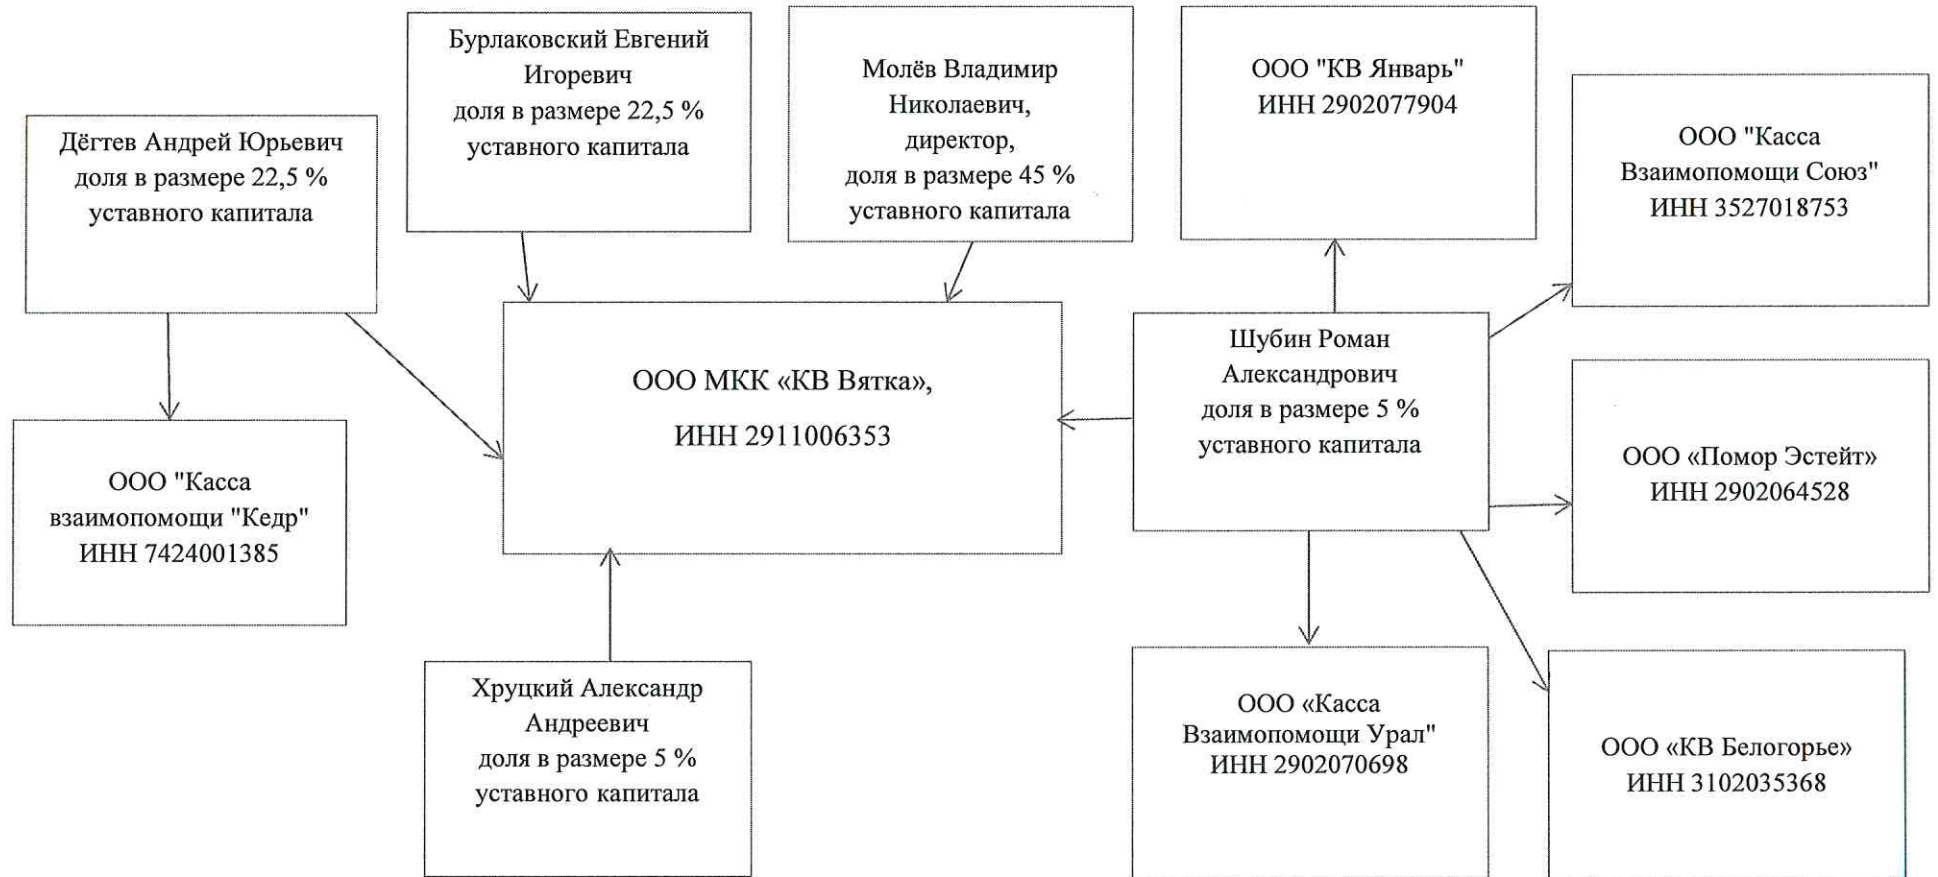 Дёгтев Андрей Юрьевич
доля в размере 22,5 %
уставного капитала
Бурлаковский Евгений
Игоревич
доля в размере 22,5 %
уставного капитала
Молёв Владимир
Николаевич,
директор,
доля в размере 45 %
уставного капитала
ООО "КВ Январь"
ИНН 2902077904
ООО "Касса
Взаимопомощи Союз"
ИНН 3527018753
ООО МКК «КВ Вятка»,
ИНН 2911006353
Шубин Роман
Александрович
доля в размере 5 %
уставного капитала
ООО "Касса
взаимопомощи "Кедр"
ИНН 7424001385
ООО «Помор Эстейт»
ИНН 2902064528
Хруцкий Александр
Андреевич
доля в размере 5 %
уставного капитала
ООО «Касса
Взаимопомощи Урал"
ИНН 2902070698
ООО «КВ Белогорье»
ИНН 3102035368